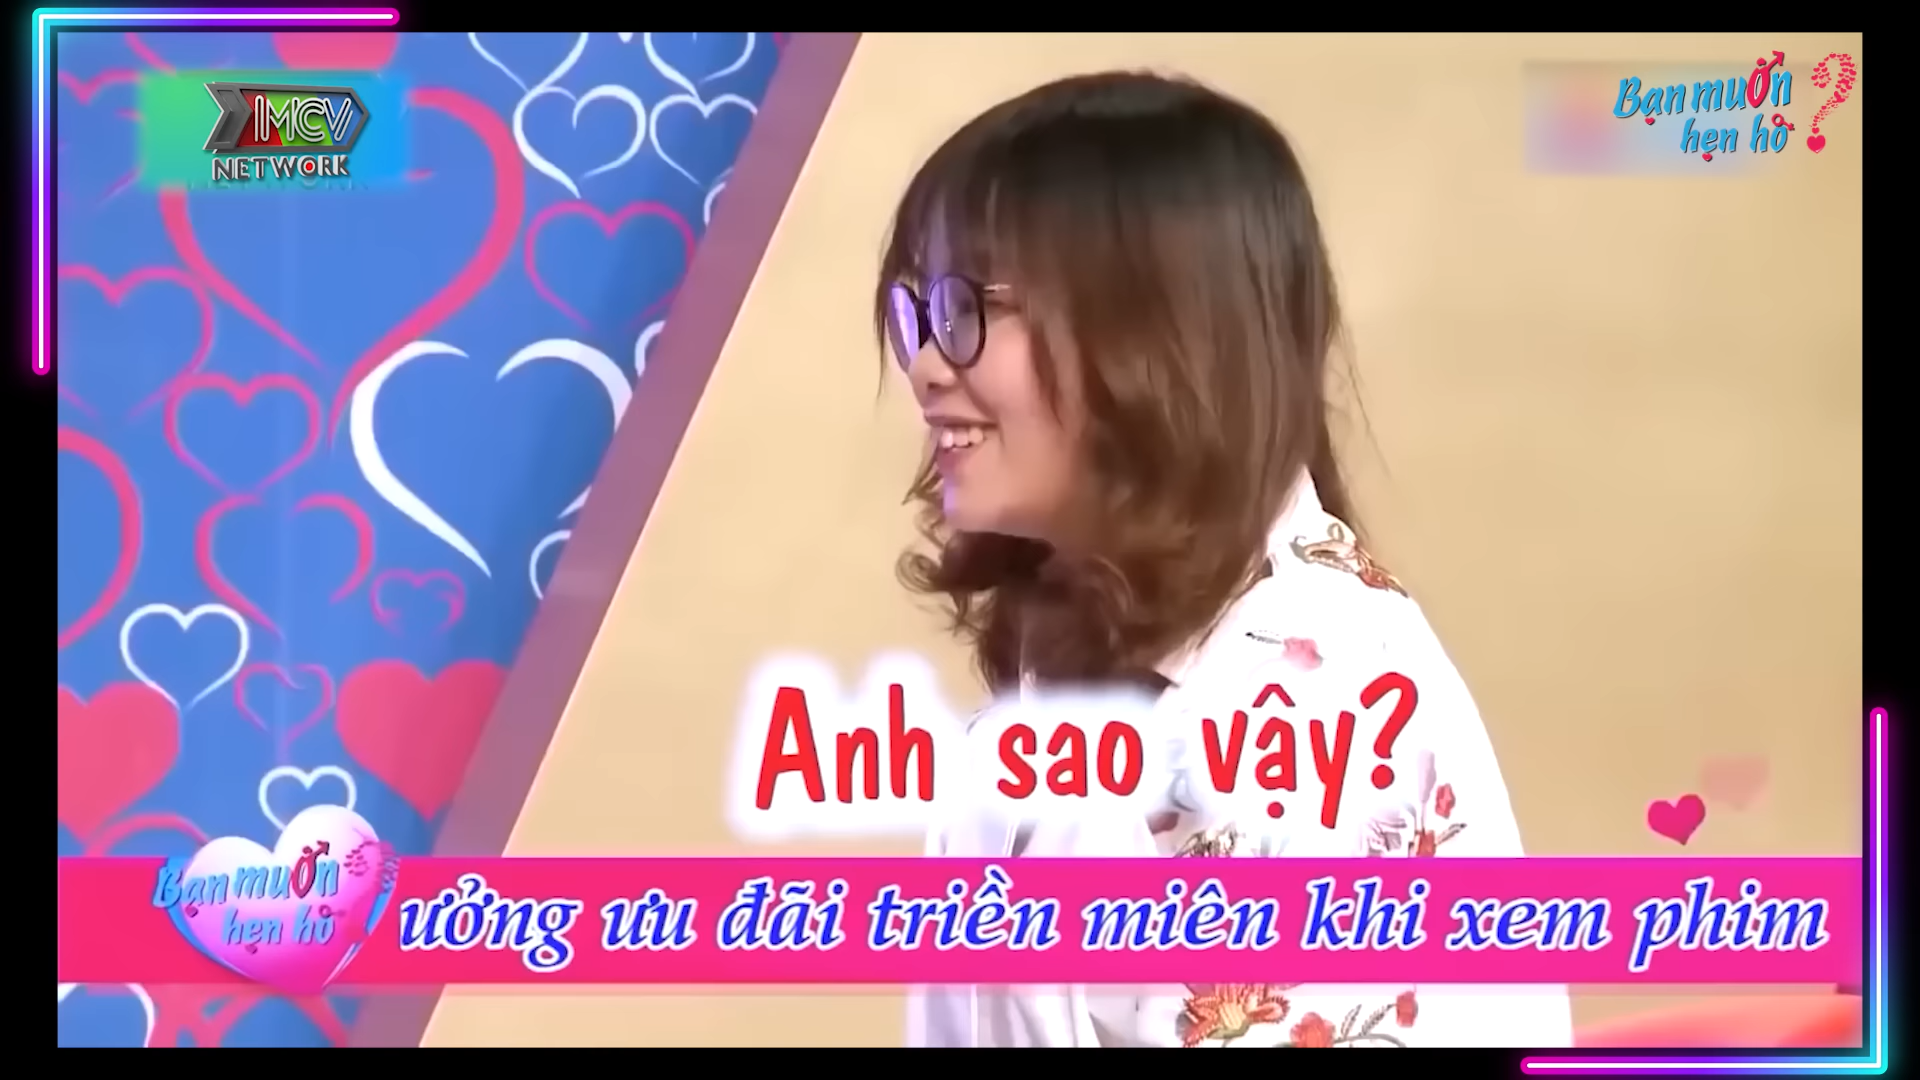 MCV
NETWORK
Bạn muốn
hẹn hò
?
Anh sao vậy?
Bạn muốn
hẹn hò
ưởng ưu đãi triền miên khi xem phim